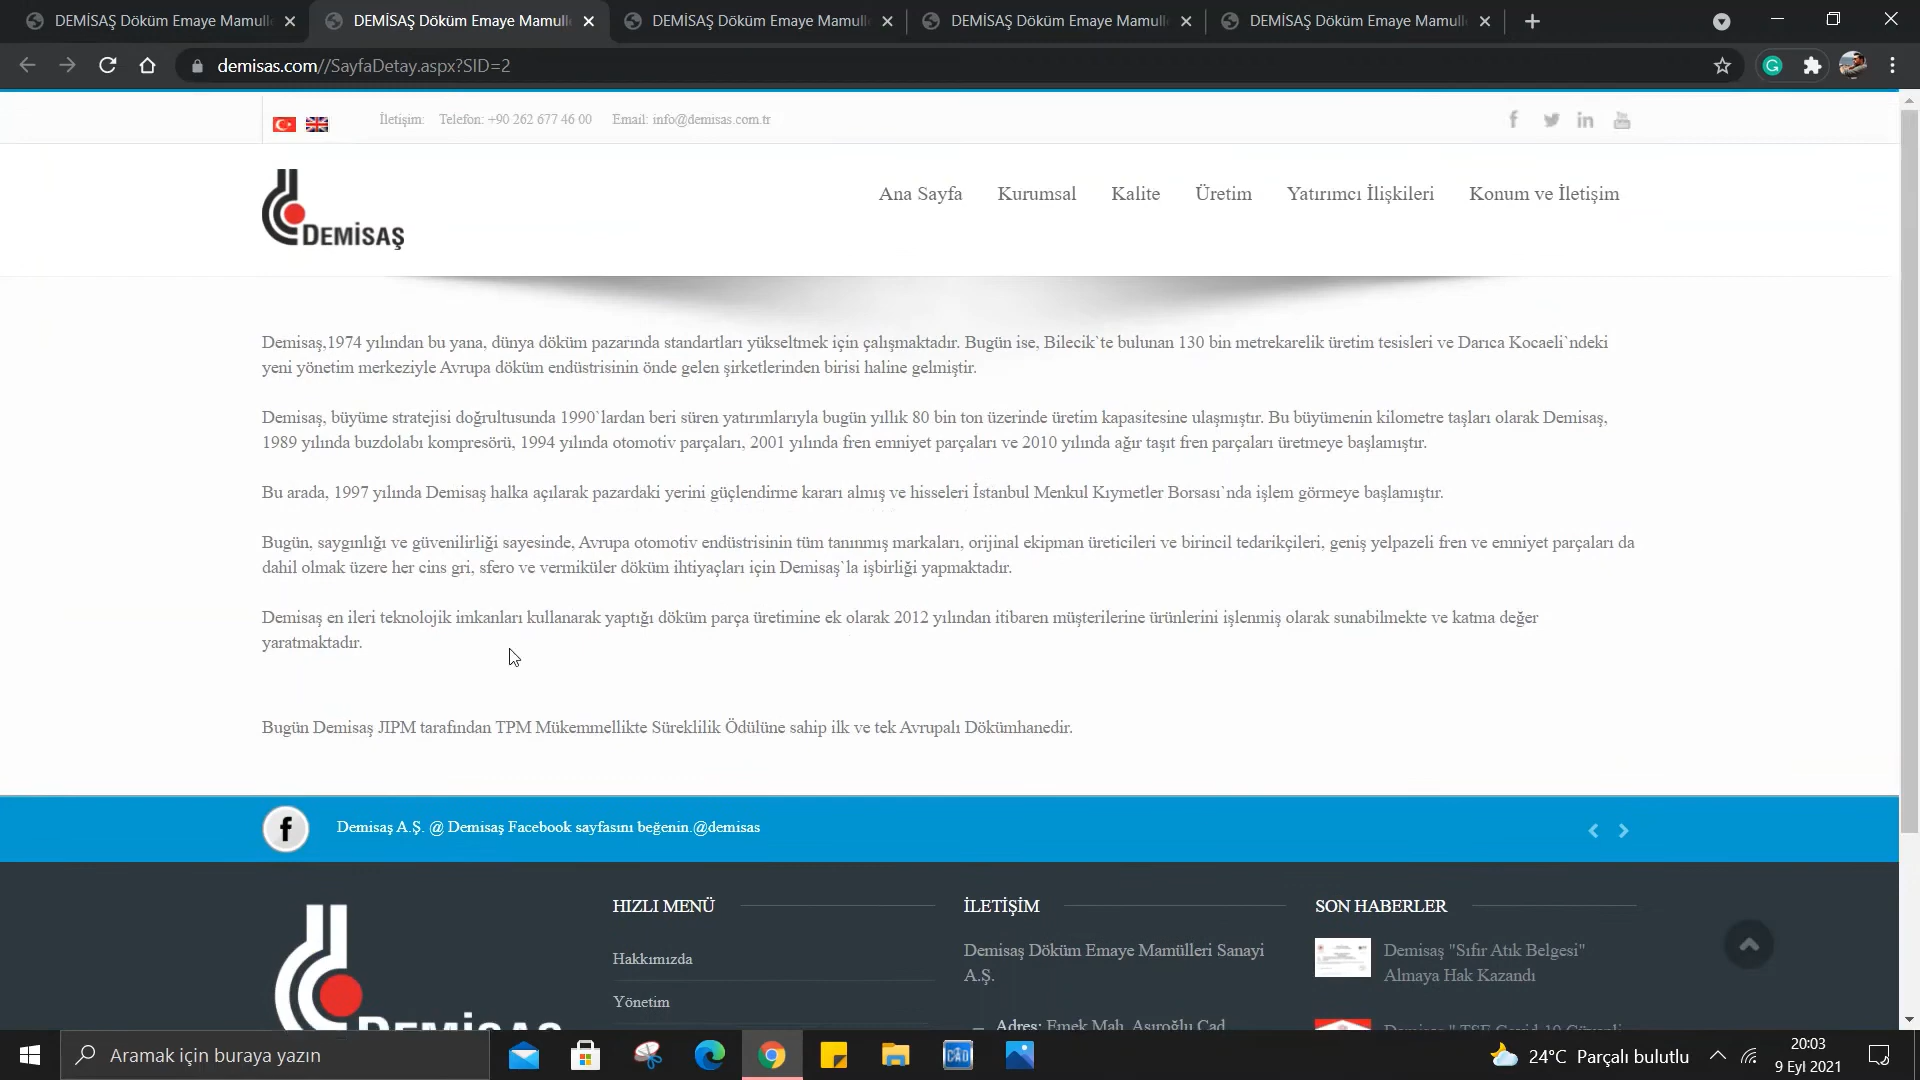 DEMİSAŞ Döküm Emaye Mamull DEMİSAŞ Döküm Emaye Mamull DEMİSAŞ Döküm Emaye Mamull DEMİSAŞ Döküm Emaye Mamull DEMİSAŞ Döküm Emaye Mamull
demisas.com//SayfaDetay.aspx?SID=2
İletişim: Telefon: +90 262 677 46 00 Email: info@demisas.com.tr
DEMİSAŞ
Ana Sayfa Kurumsal Kalite Üretim Yatırımcı İlişkileri Konum ve İletişim
Demisaş,1974 yılından bu yana, dünya döküm pazarında standartları yükseltmek için çalışmaktadır. Bugün ise, Bilecik`te bulunan 130 bin metrekarelik üretim tesisleri ve Darıca Kocaeli`ndeki
yeni yönetim merkeziyle Avrupa döküm endüstrisinin önde gelen şirketlerinden birisi haline gelmiştir.
Demisaş, büyüme stratejisi doğrultusunda 1990`lardan beri süren yatırımlarıyla bugün yıllık 80 bin ton üzerinde üretim kapasitesine ulaşmıştır. Bu büyümenin kilometre taşları olarak Demisaş,
1989 yılında buzdolabı kompresörü, 1994 yılında otomotiv parçaları, 2001 yılında fren emniyet parçaları ve 2010 yılında ağır taşıt fren parçaları üretmeye başlamıştır.
Bu arada, 1997 yılında Demisaş halka açılarak pazardaki yerini güçlendirme kararı almış ve hisseleri İstanbul Menkul Kıymetler Borsası`nda işlem görmeye başlamıştır.
Bugün, saygınlığı ve güvenilirliği sayesinde, Avrupa otomotiv endüstrisinin tüm tanınmış markaları, orijinal ekipman üreticileri ve birincil tedarikçileri, geniş yelpazeli fren ve emniyet parçaları da
dahil olmak üzere her cins gri, sfero ve vermiküler döküm ihtiyaçları için Demisaş`la işbirliği yapmaktadır.
Demisaş en ileri teknolojik imkanları kullanarak yaptığı döküm parça üretimine ek olarak 2012 yılından itibaren müşterilerine ürünlerini işlenmiş olarak sunabilmekte ve katma değer
yaratmaktadır.
Bugün Demisaş JIPM tarafından TPM Mükemmellikte Süreklilik Ödülüne sahip ilk ve tek Avrupalı Dökümhanedir.
Demisaş A.Ş. @ Demisaş Facebook sayfasını beğenin.@demisas
DEMİSAŞ
HIZLI MENÜ
Hakkımızda
Yönetim
İLETİŞİM
Demisaş Döküm Emaye Mamülleri Sanayi
A.Ş.
Adres: Emek Mah. Aşıroğlu Cad.
SON HABERLER
Demisaş "Sıfır Atık Belgesi"
Almaya Hak Kazandı
Demisaş " TSE Covid-19 Güvenli
Aramak için buraya yazın
CAD
24°C Parçalı bulutlu
20:03
9 Eyl 2021